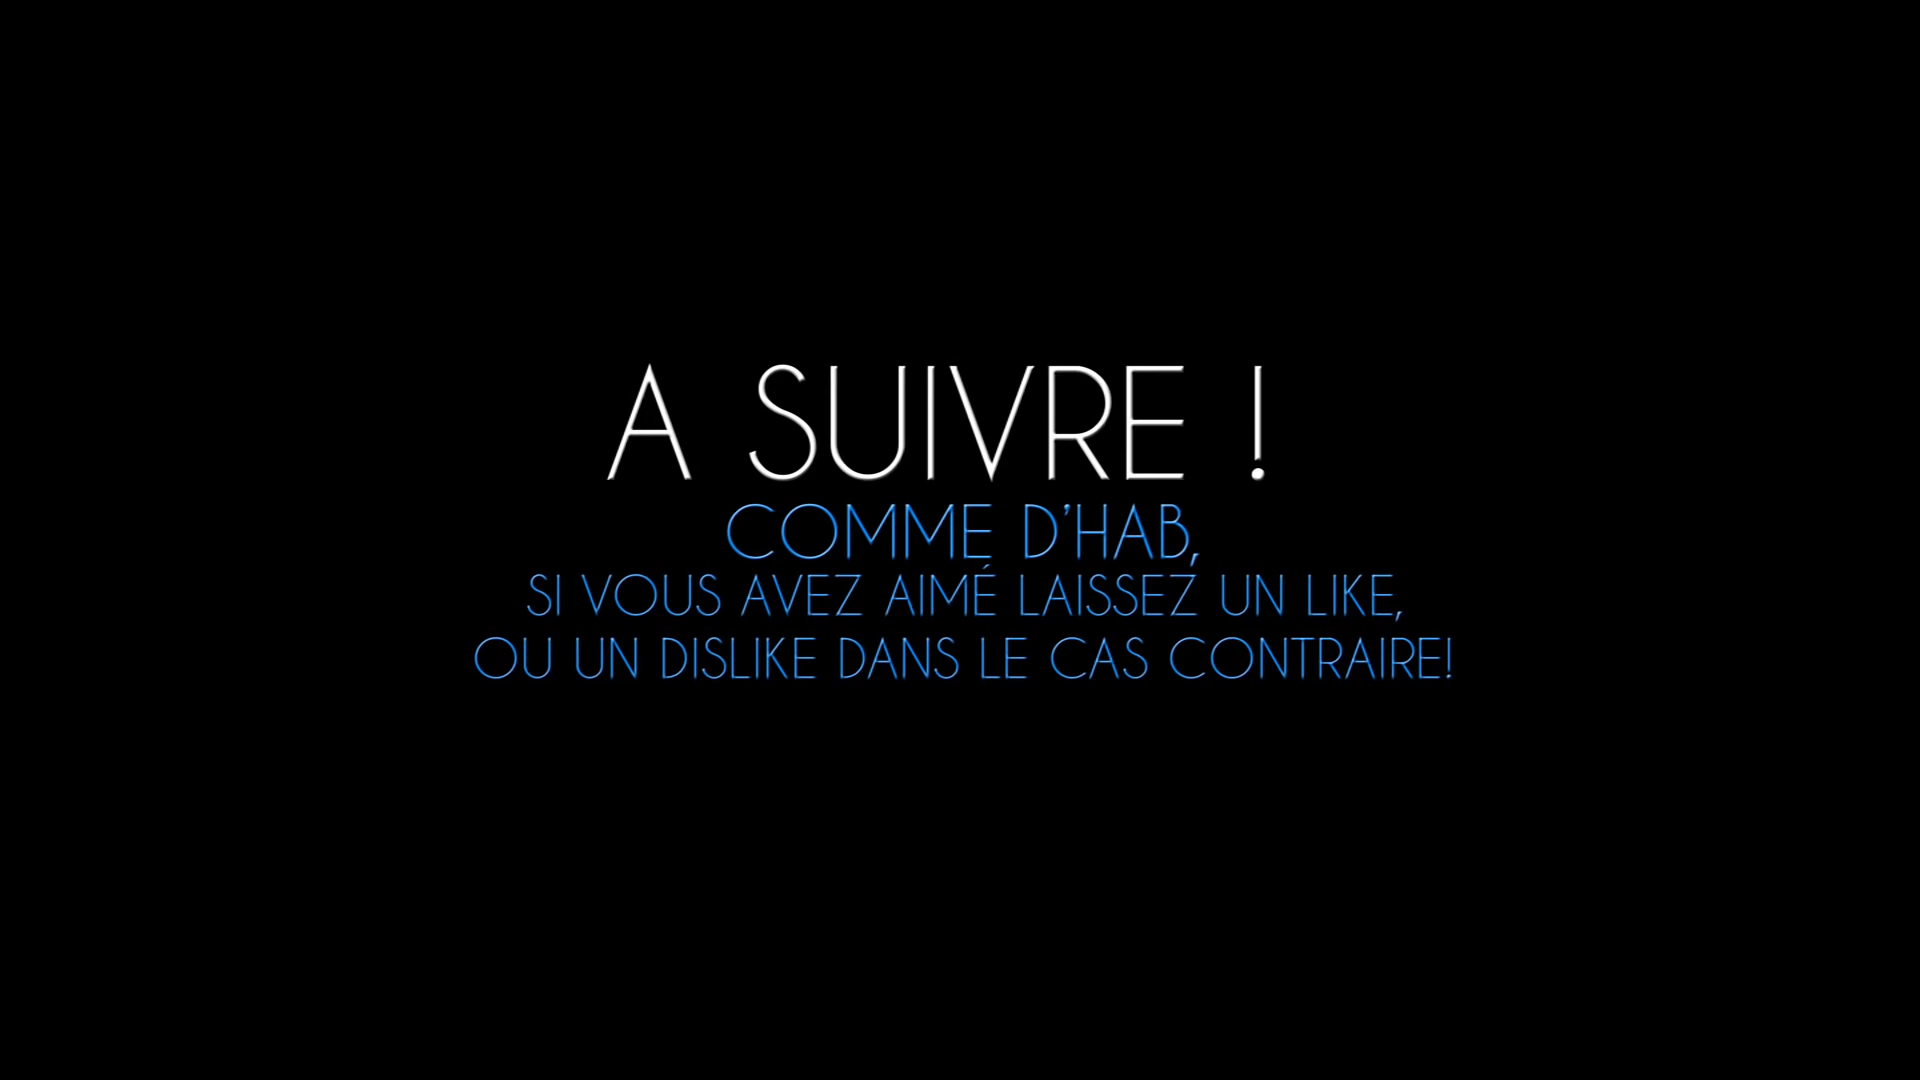 A SUIVRE !
COMME D'HAB,
SI VOUS AVEZ AIMÉ LAISSEZ UN LIKE,
OU UN DISLIKE DANS LE CAS CONTRAIRE!